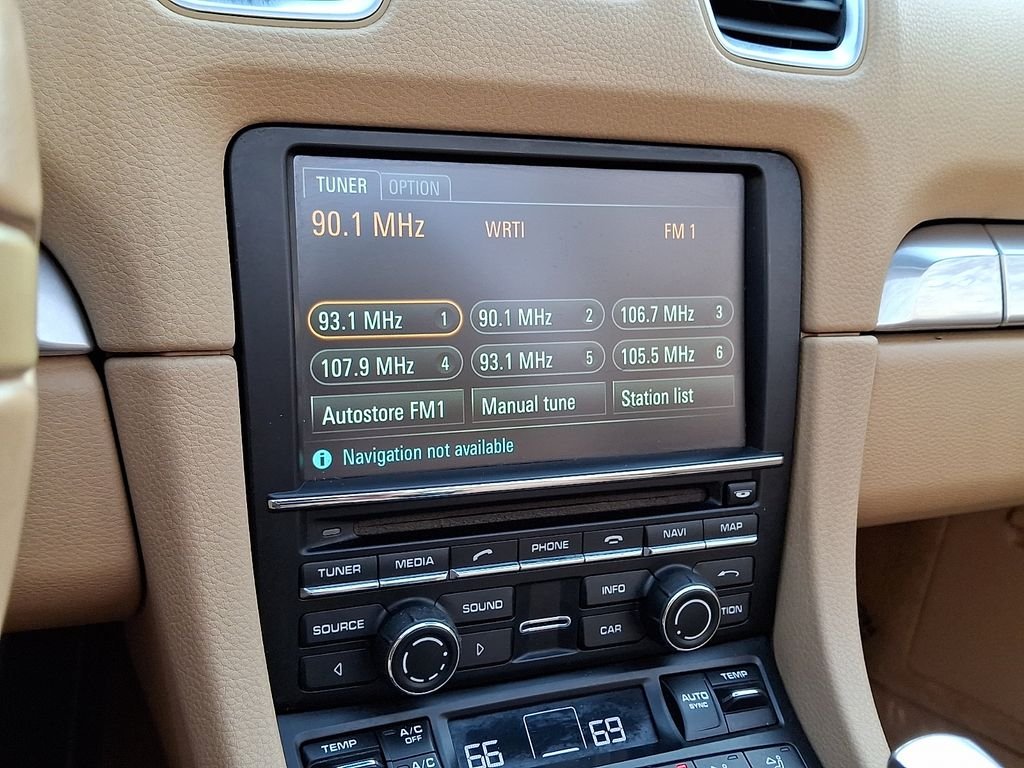 TUNER OPTION
90.1 MHz WRTI FM 1
93.1 MHz 1 90.1 MHz 2 106.7 MHz 3
107.9 MHz 4 93.1 MHz 5 105.5 MHz 6
Autostore FM1 Manual tune Station list
i Navigation not available
TUNER MEDIA PHONE NAVI MAP
SOURCE SOUND INFO
CAR TION
TEMP A/C OFF AUTO SYNC TEMP
66 69
A/C